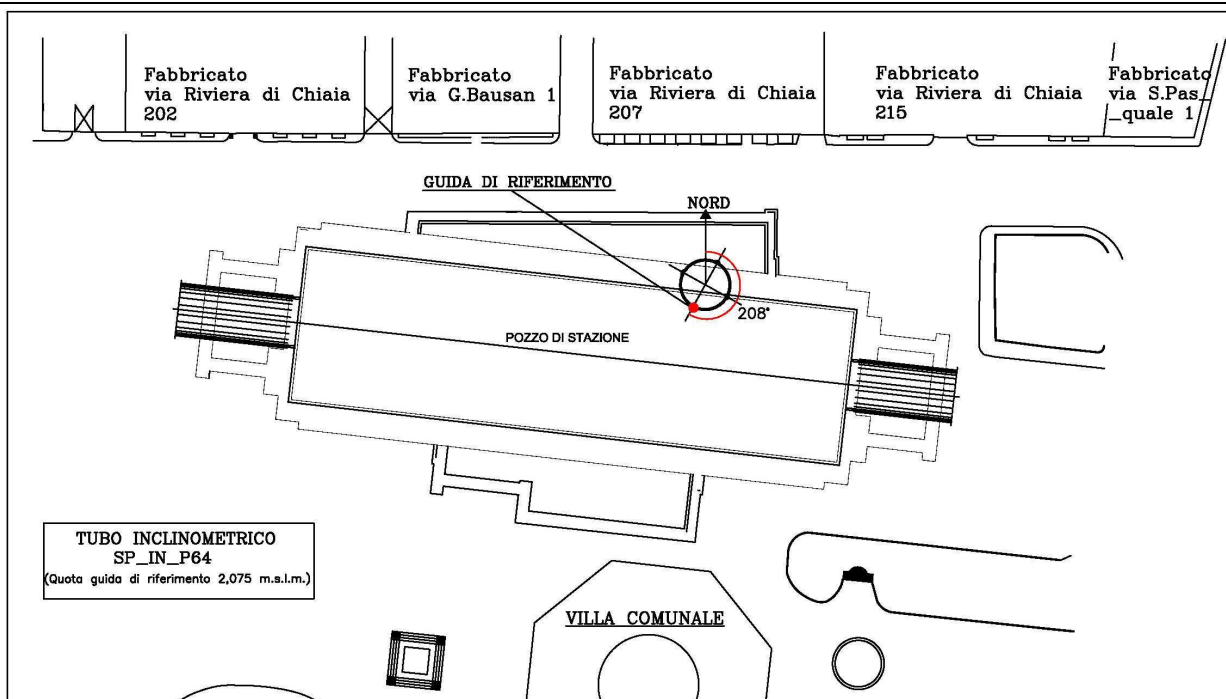 Fabbricato
via Riviera di Chiaia
202
Fabbricato
via G.Bausan 1
Fabbricato
via Riviera di Chiaia
207
Fabbricato
via Riviera di Chiaia
215
Fabbricato
via S.Pas_
_quale 1
GUIDA DI RIFERIMENTO
NORD
208°
POZZO DI STAZIONE
TUBO INCLINOMETRICO
SP_IN_P64
(Quota guida di riferimento 2,075 m.s.l.m.)
VILLA COMUNALE